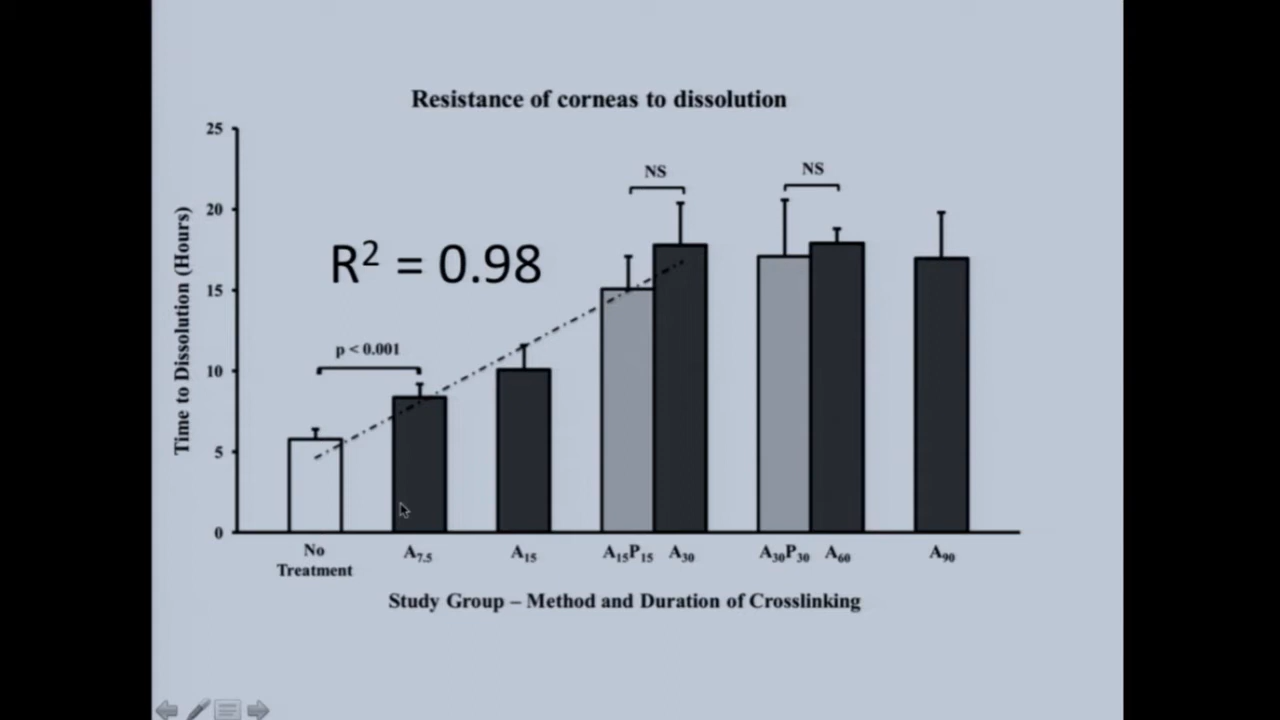 Resistance of corneas to dissolution
25
20
15
10
5
0
Time to Dissolution (Hours)
R² = 0.98
p < 0.001
NS
NS
No
Treatment
A₇.₅
A₁₅
A₁₅P₁₅
A₃₀
A₃₀P₃₀
A₆₀
A₉₀
Study Group – Method and Duration of Crosslinking